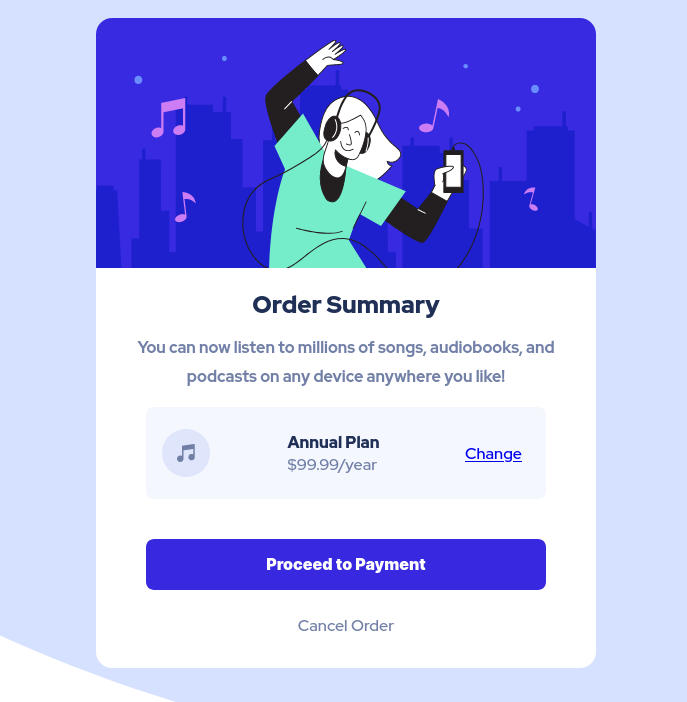 Order Summary
You can now listen to millions of songs, audiobooks, and
podcasts on any device anywhere you like!
Annual Plan
$99.99/year
Change
Proceed to Payment
Cancel Order